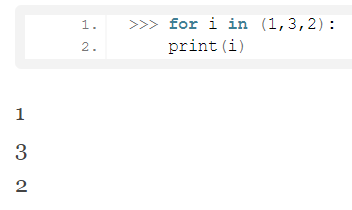 1. >>> for i in (1,3,2):
2. print(i)
1
3
2